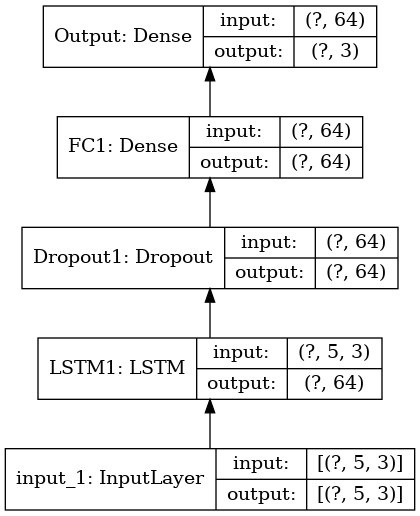 Output: Dense
input: (?, 64)
output: (?, 3)
FC1: Dense
input: (?, 64)
output: (?, 64)
Dropout1: Dropout
input: (?, 64)
output: (?, 64)
LSTM1: LSTM
input: (?, 5, 3)
output: (?, 64)
input_1: InputLayer
input: [(?, 5, 3)]
output: [(?, 5, 3)]